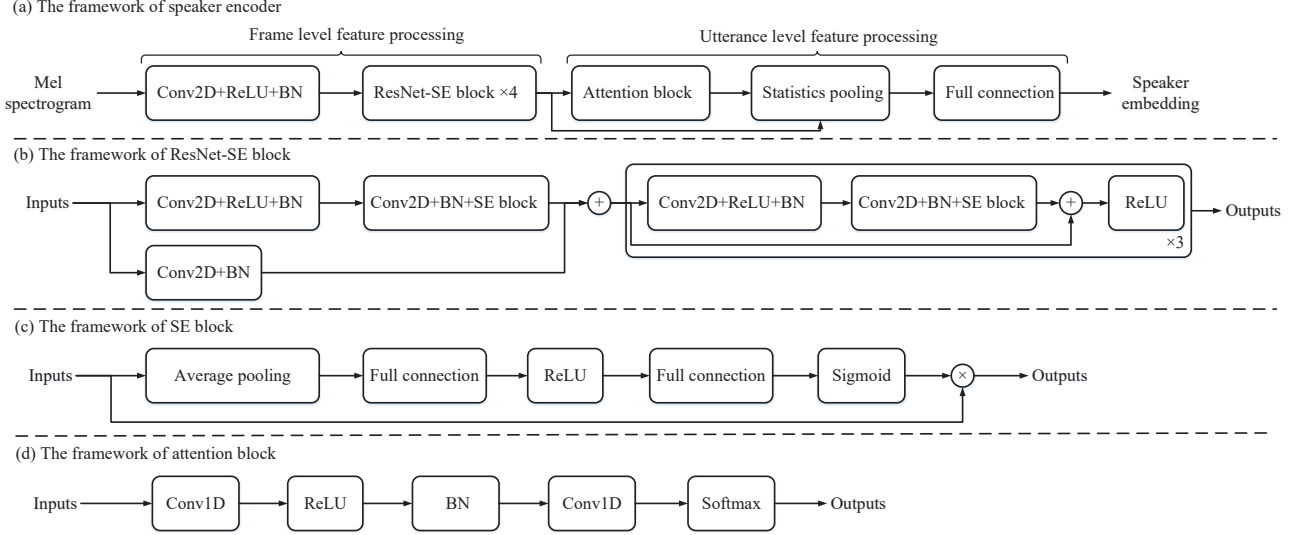 (a) The framework of speaker encoder
Frame level feature processing
Utterance level feature processing
Mel
spectrogram
Conv2D+ReLU+BN
ResNet-SE block ×4
Attention block
Statistics pooling
Full connection
Speaker
embedding
(b) The framework of ResNet-SE block
Inputs
Conv2D+ReLU+BN
Conv2D+BN+SE block
+
Conv2D+ReLU+BN
Conv2D+BN+SE block
+
ReLU
Outputs
×3
Conv2D+BN
(c) The framework of SE block
Inputs
Average pooling
Full connection
ReLU
Full connection
Sigmoid
×
Outputs
(d) The framework of attention block
Inputs
Conv1D
ReLU
BN
Conv1D
Softmax
Outputs